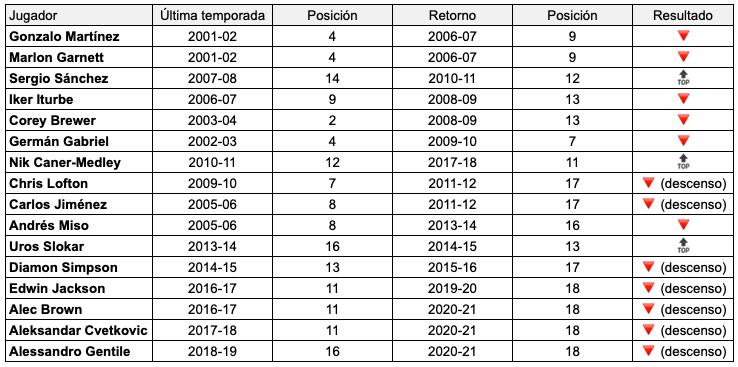 Jugador Última temporada Posición Retorno Posición Resultado
Gonzalo Martínez 2001-02 4 2006-07 9 🔻
Marlon Garnett 2001-02 4 2006-07 9 🔻
Sergio Sánchez 2007-08 14 2010-11 12 🔝
Iker Iturbe 2006-07 9 2008-09 13 🔻
Corey Brewer 2003-04 2 2008-09 13 🔻
Germán Gabriel 2002-03 4 2009-10 7 🔻
Nik Caner-Medley 2010-11 12 2017-18 11 🔝
Chris Lofton 2009-10 7 2011-12 17 🔻 (descenso)
Carlos Jiménez 2005-06 8 2011-12 17 🔻 (descenso)
Andrés Miso 2005-06 8 2013-14 16 🔻
Uros Slokar 2013-14 16 2014-15 13 🔝
Diamon Simpson 2014-15 13 2015-16 17 🔻 (descenso)
Edwin Jackson 2016-17 11 2019-20 18 🔻 (descenso)
Alec Brown 2016-17 11 2020-21 18 🔻 (descenso)
Aleksandar Cvetkovic 2017-18 11 2020-21 18 🔻 (descenso)
Alessandro Gentile 2018-19 16 2020-21 18 🔻 (descenso)